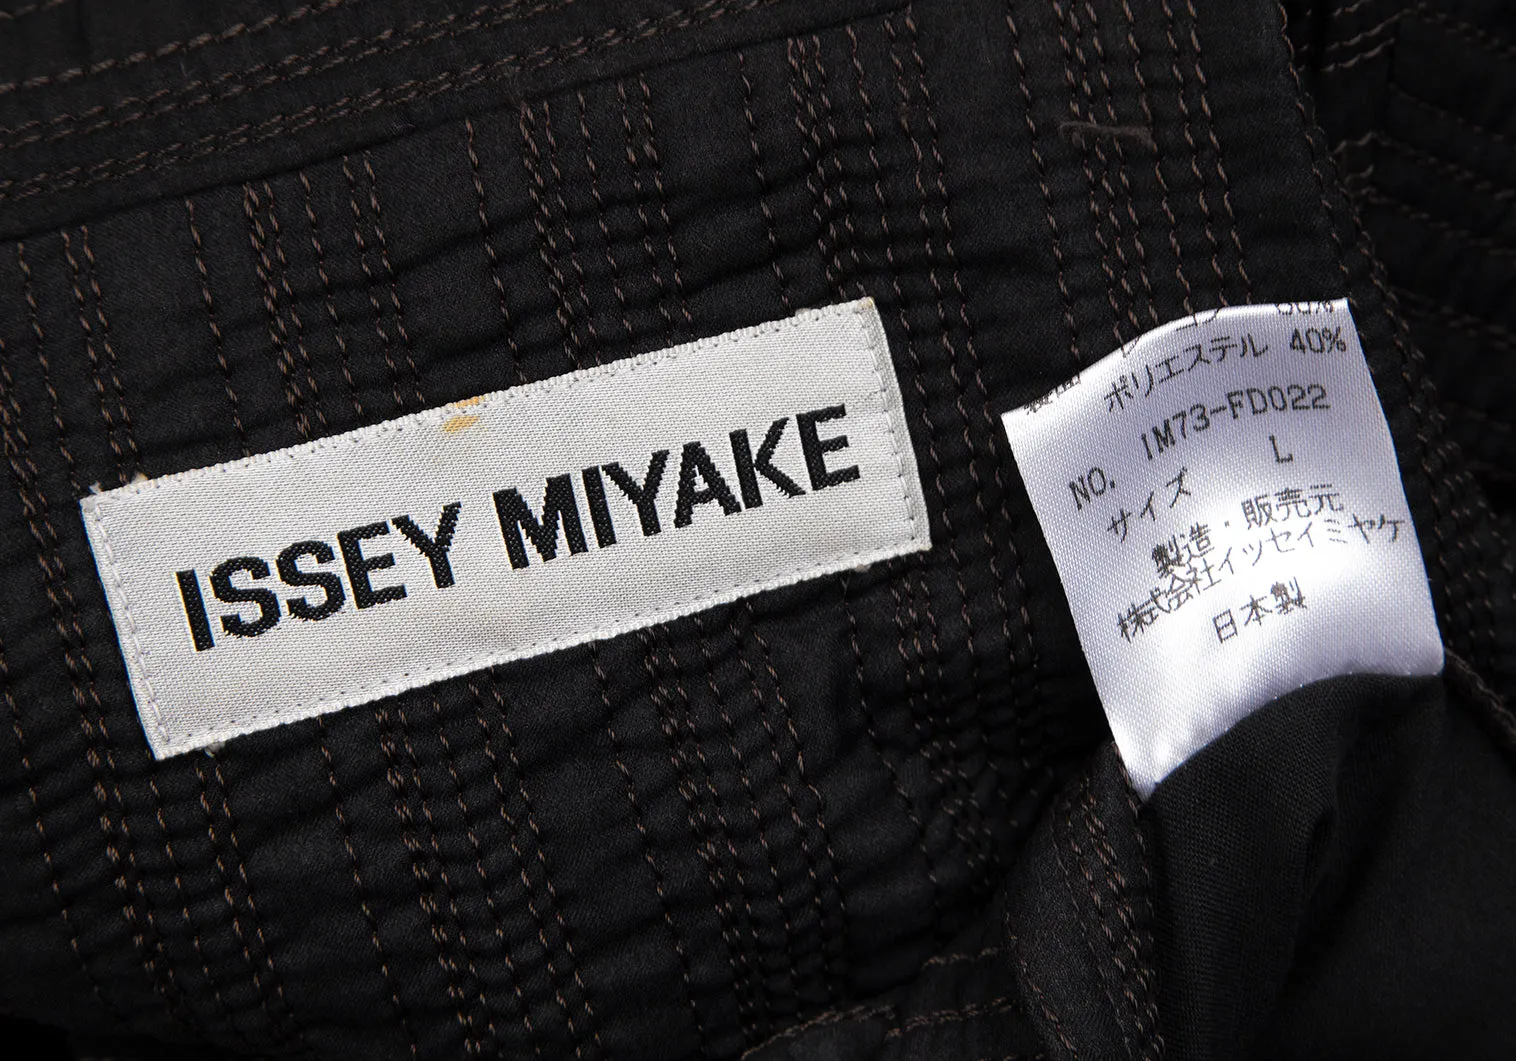 ISSEY MIYAKE
ポリエステル 40%
NO. IM73-FD022
サイズ L
製造・販売元
株式会社イッセイミヤケ
日本製